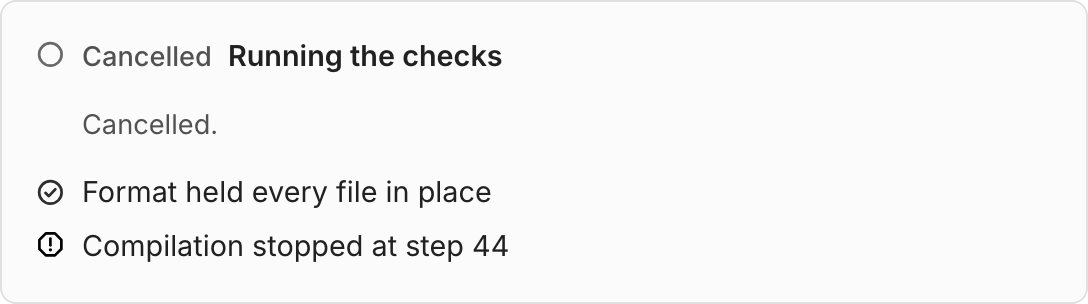 Cancelled Running the checks
Cancelled.
Format held every file in place
Compilation stopped at step 44